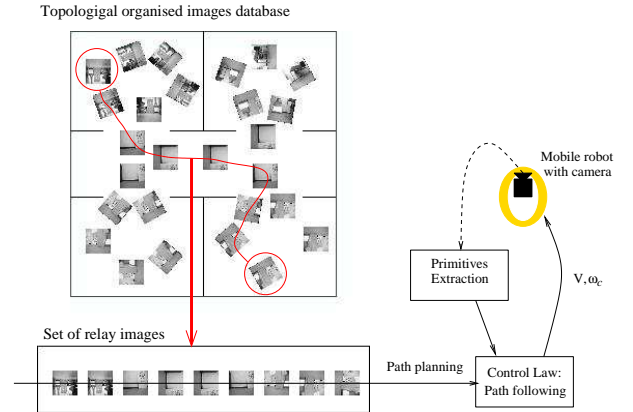 Topologigal organised images database
Mobile robot
with camera
Primitives
Extraction
V, ω_c
Set of relay images
Path planning
Control Law:
Path following